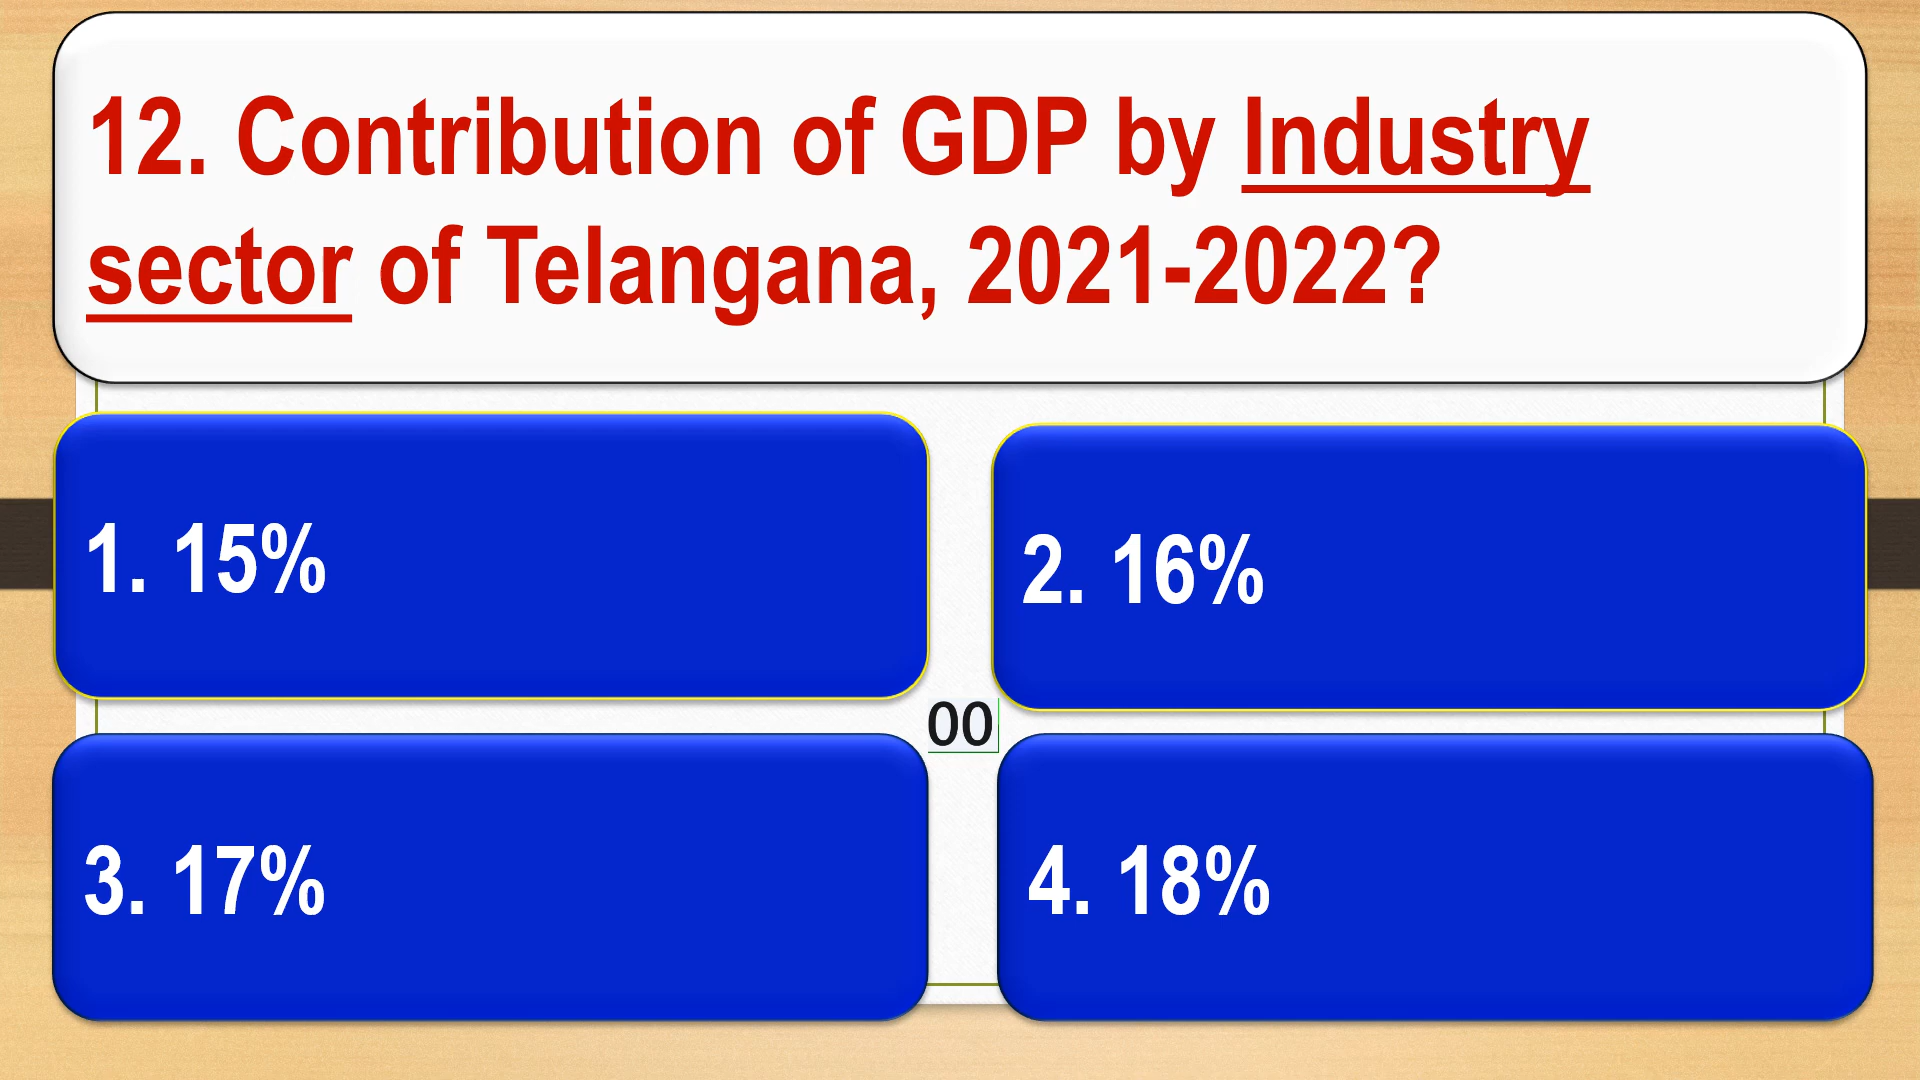 12. Contribution of GDP by Industry
sector of Telangana, 2021-2022?
1. 15%
2. 16%
00
3. 17%
4. 18%